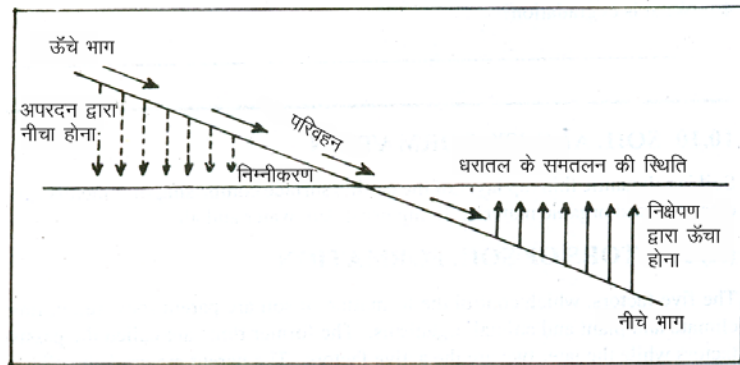 ऊँचे भाग
अपरदन द्वारा
नीचा होना
परिवहन
निम्नीकरण
धरातल के समतलन की स्थिति
निक्षेपण
द्वारा ऊँचा
होना
नीचे भाग